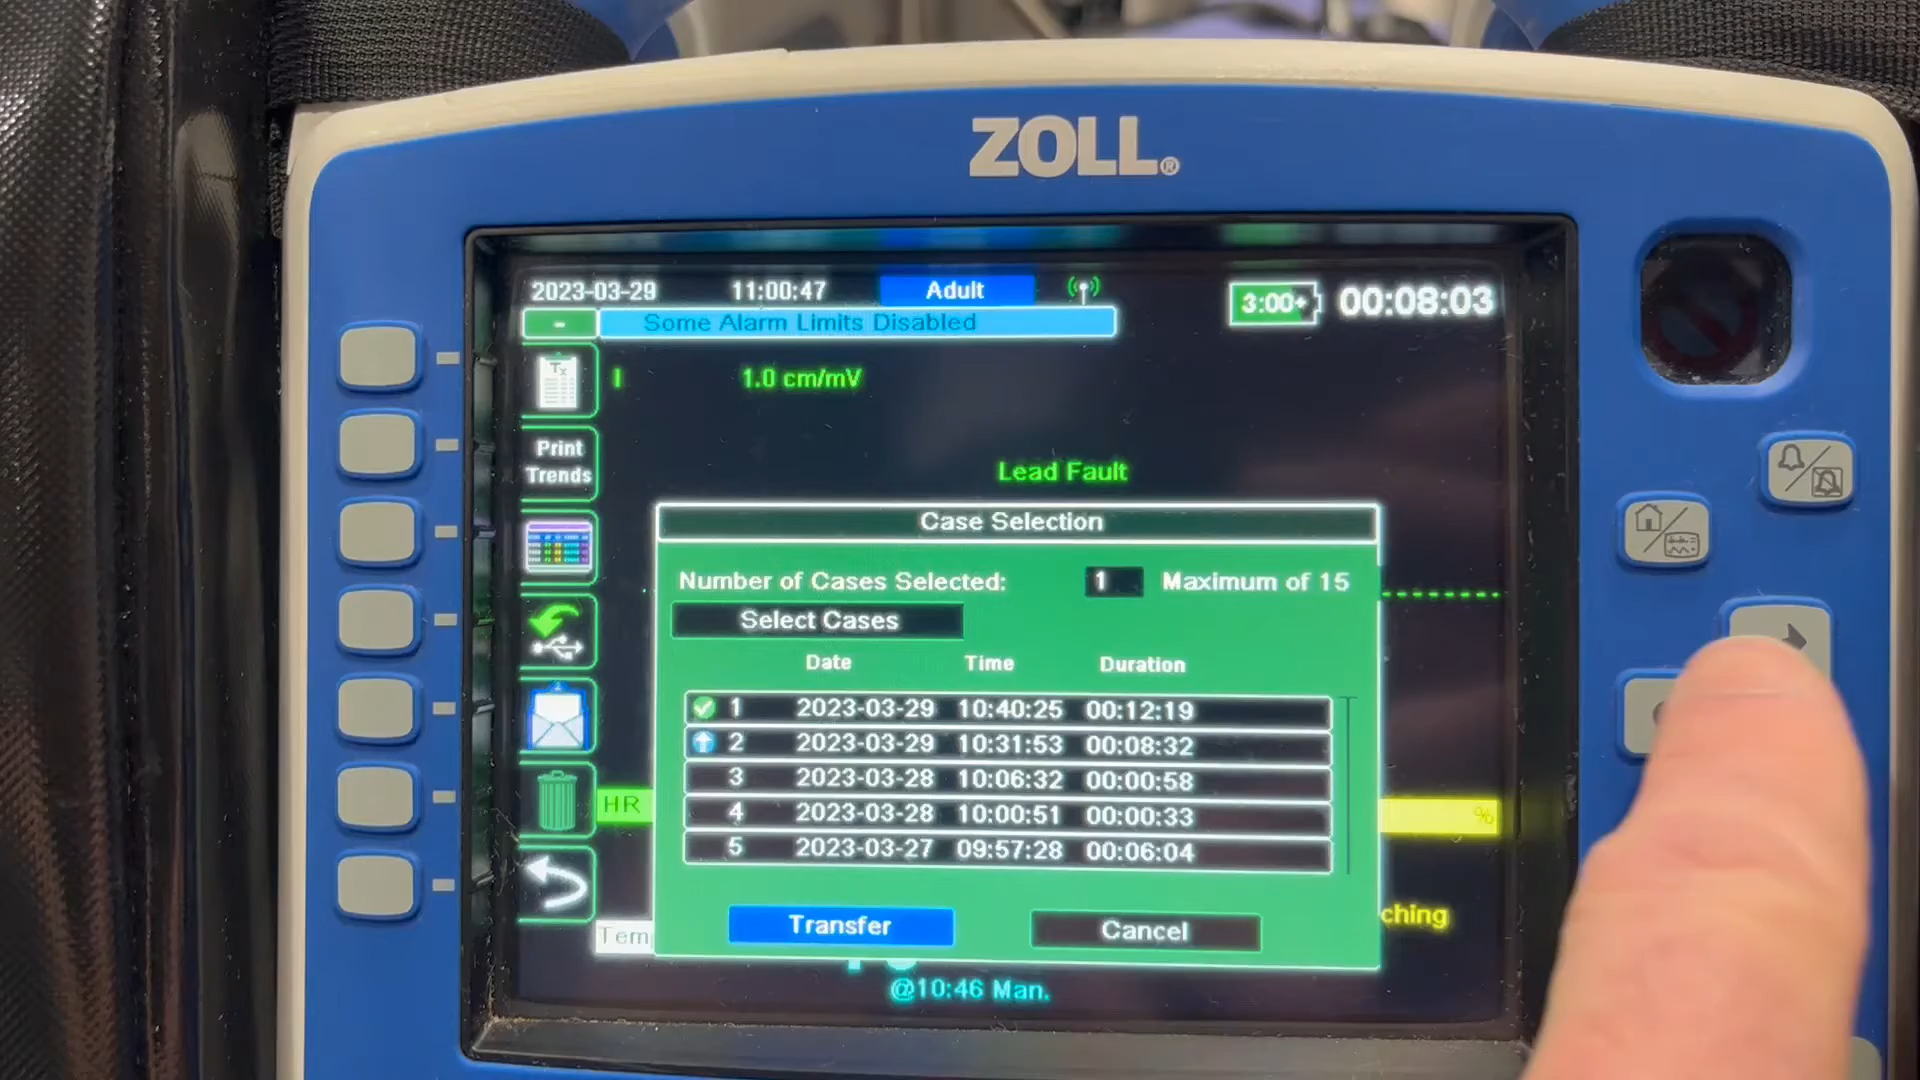 ZOLL®
2023-03-29 11:00:47 Adult 3:00+ 00:08:03
- Some Alarm Limits Disabled
Tx
I 1.0 cm/mV
Print
Trends
Lead Fault
Case Selection
Number of Cases Selected: 1 Maximum of 15
Select Cases
Date Time Duration
1 2023-03-29 10:40:25 00:12:19
2 2023-03-29 10:31:53 00:08:32
3 2023-03-28 10:06:32 00:00:58
4 2023-03-28 10:00:51 00:00:33
5 2023-03-27 09:57:28 00:06:04
HR %
Transfer Cancel
ching
Tem
@10:46 Man.